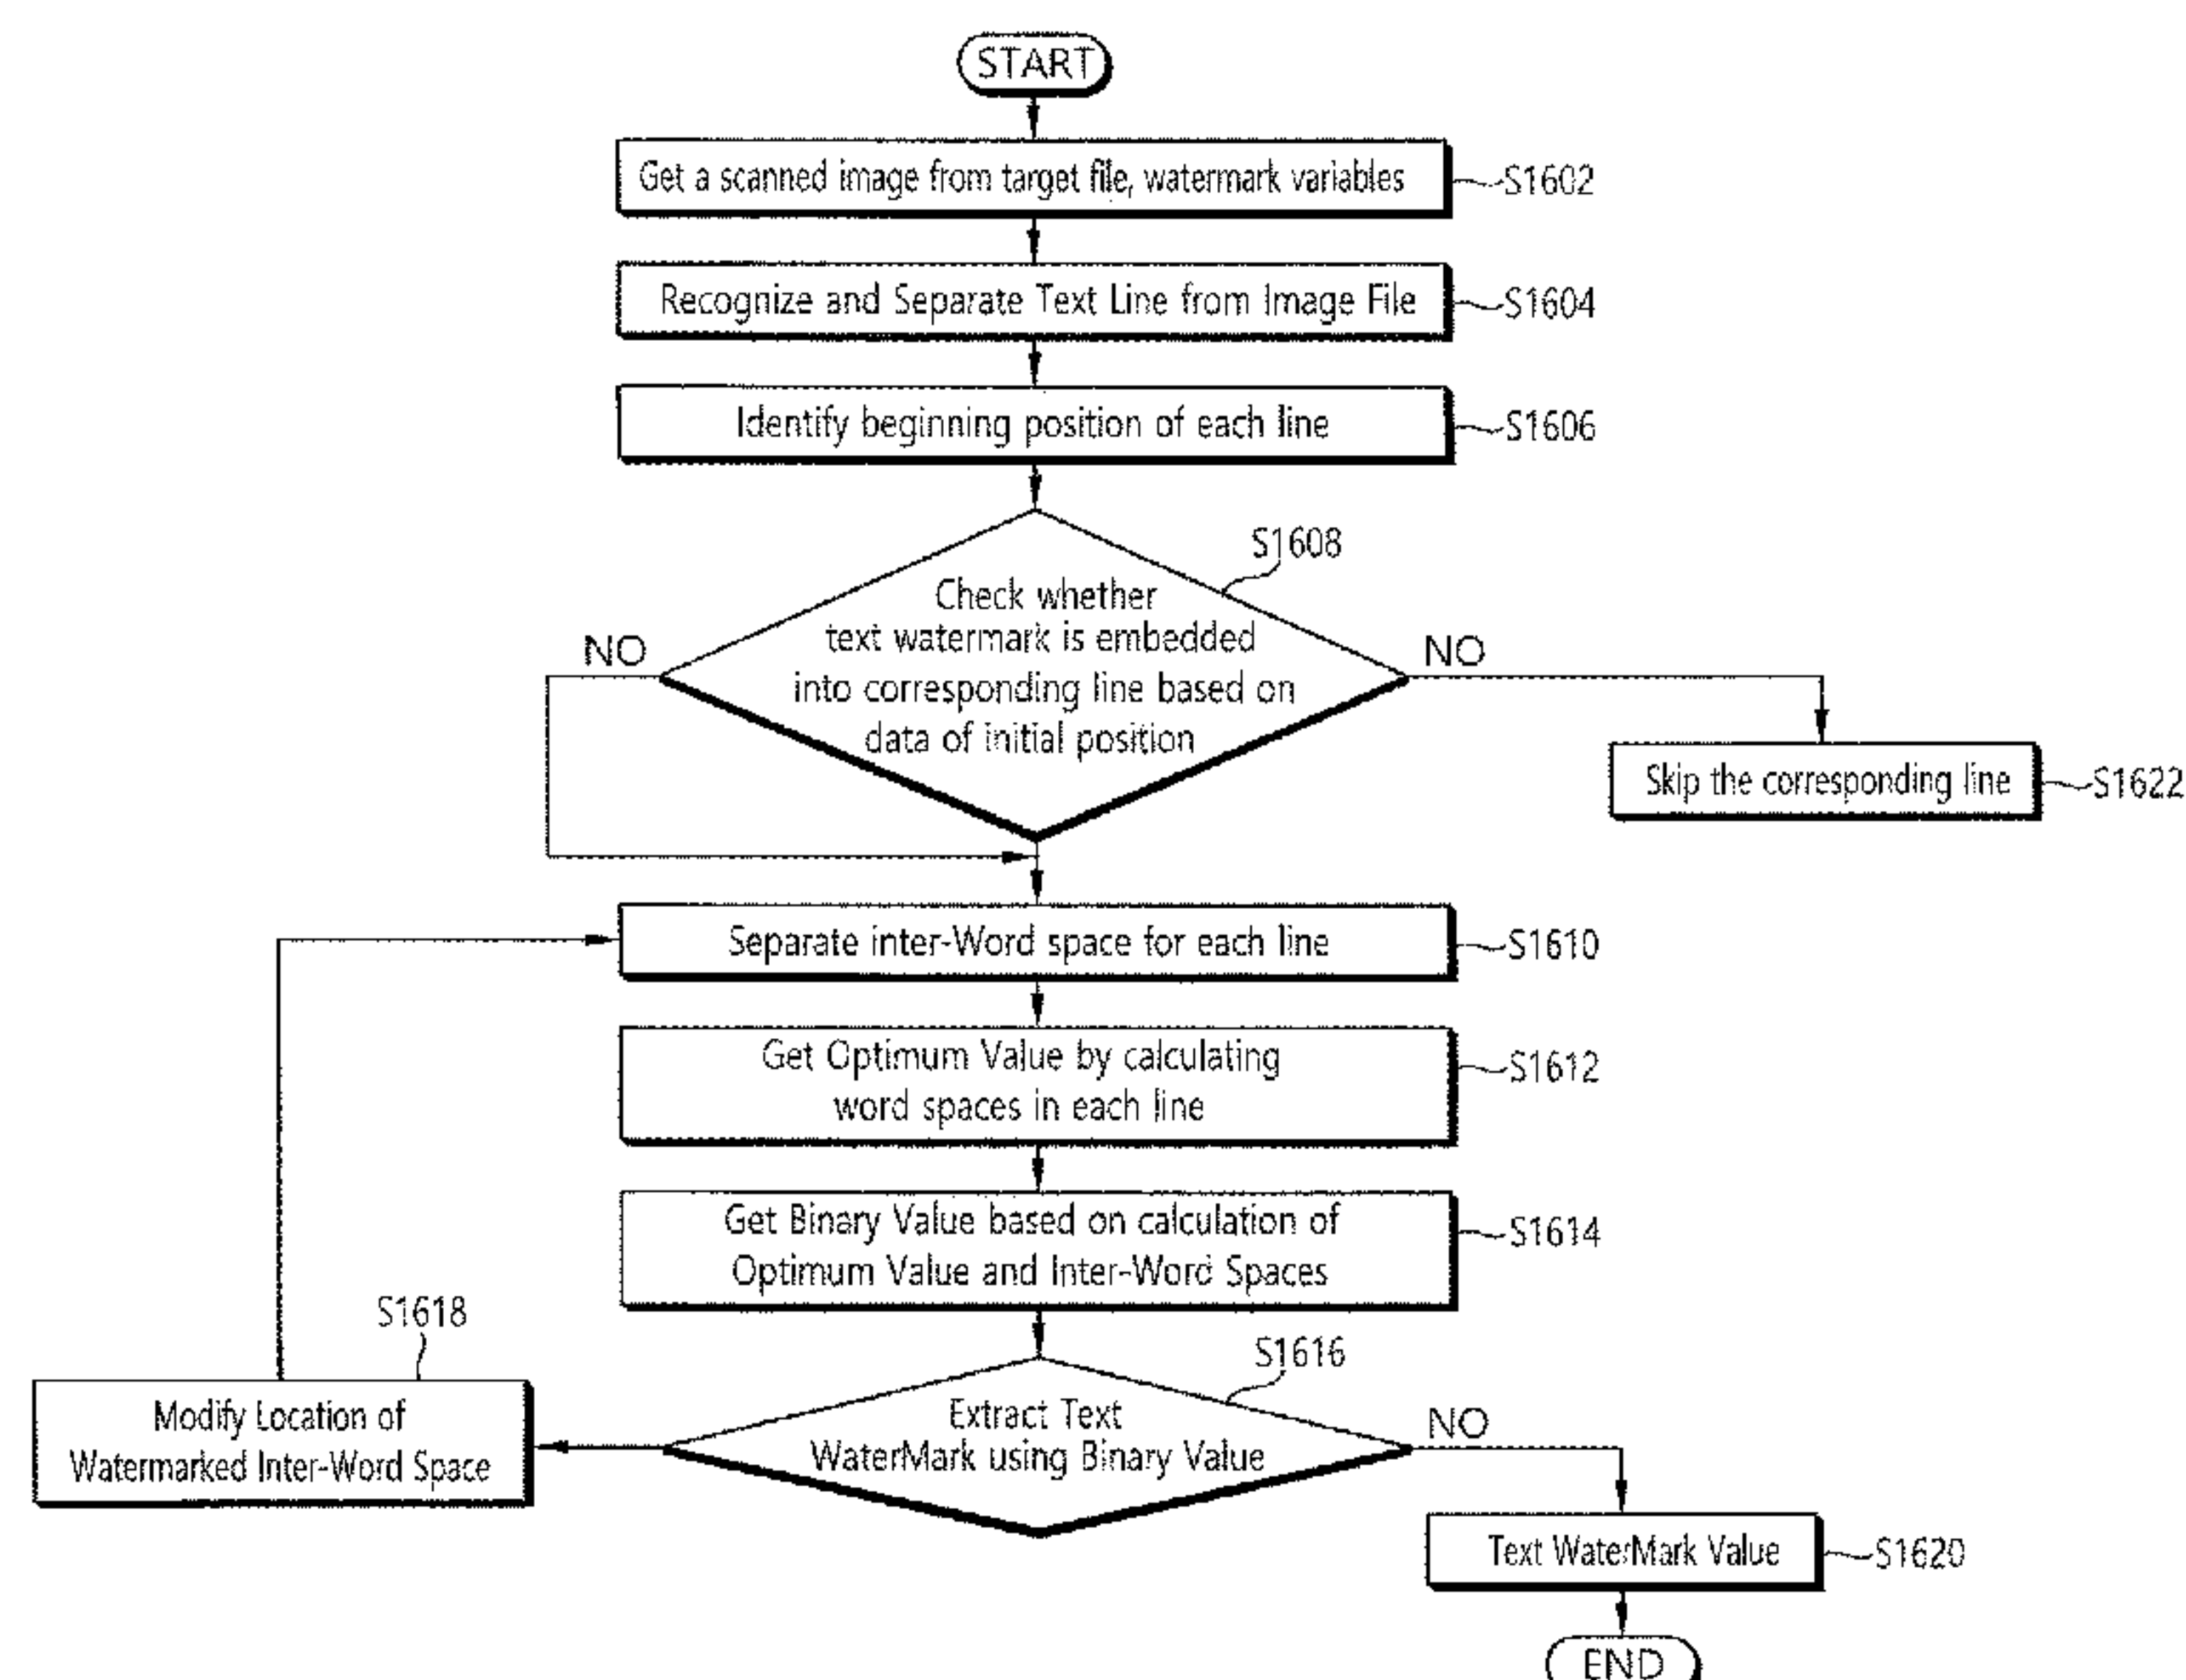 START
Get a scanned image from target file, watermark variables
S1602
Recognize and Separate Text Line from Image File
S1604
Identify beginning position of each line
S1606
S1608
Check whether
text watermark is embedded
into corresponding line based on
data of initial position
NO
NO
Skip the corresponding line
S1622
Separate inter-Word space for each line
S1610
Get Optimum Value by calculating
word spaces in each line
S1612
Get Binary Value based on calculation of
Optimum Value and Inter-Word Spaces
S1614
S1618
Modify Location of
Watermarked Inter-Word Space
S1616
Extract Text
WaterMark using Binary Value
NO
Text WaterMark Value
S1620
END